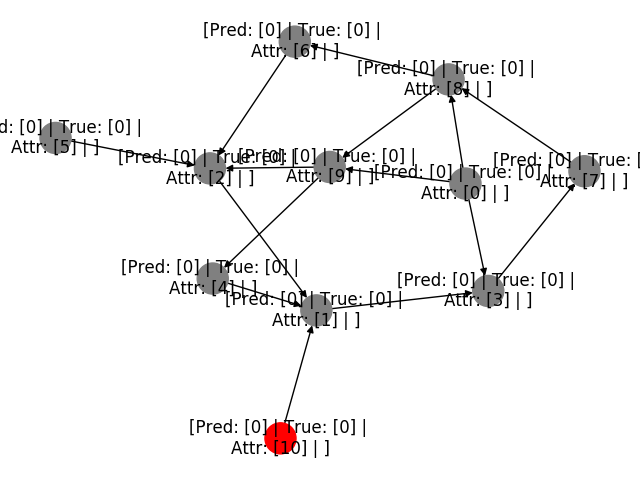 [Pred: [0] | True: [0] |
Attr: [6] | ]
[Pred: [0] | True: [0] |
Attr: [8] | ]
d: [0] | True: [0] |
Attr: [5] | ]
[Pred: [0] | True: [0] |
Attr: [2] | ]
[Pred: [0] | True: [0] |
Attr: [9] | ]
[Pred: [0] | True: [0] |
Attr: [0] | ]
[Pred: [0] | True: [
Attr: [7] | ]
[Pred: [0] | True: [0] |
Attr: [4] | ]
[Pred: [0] | True: [0] |
Attr: [1] | ]
[Pred: [0] | True: [0] |
Attr: [3] | ]
[Pred: [0] | True: [0] |
Attr: [10] | ]